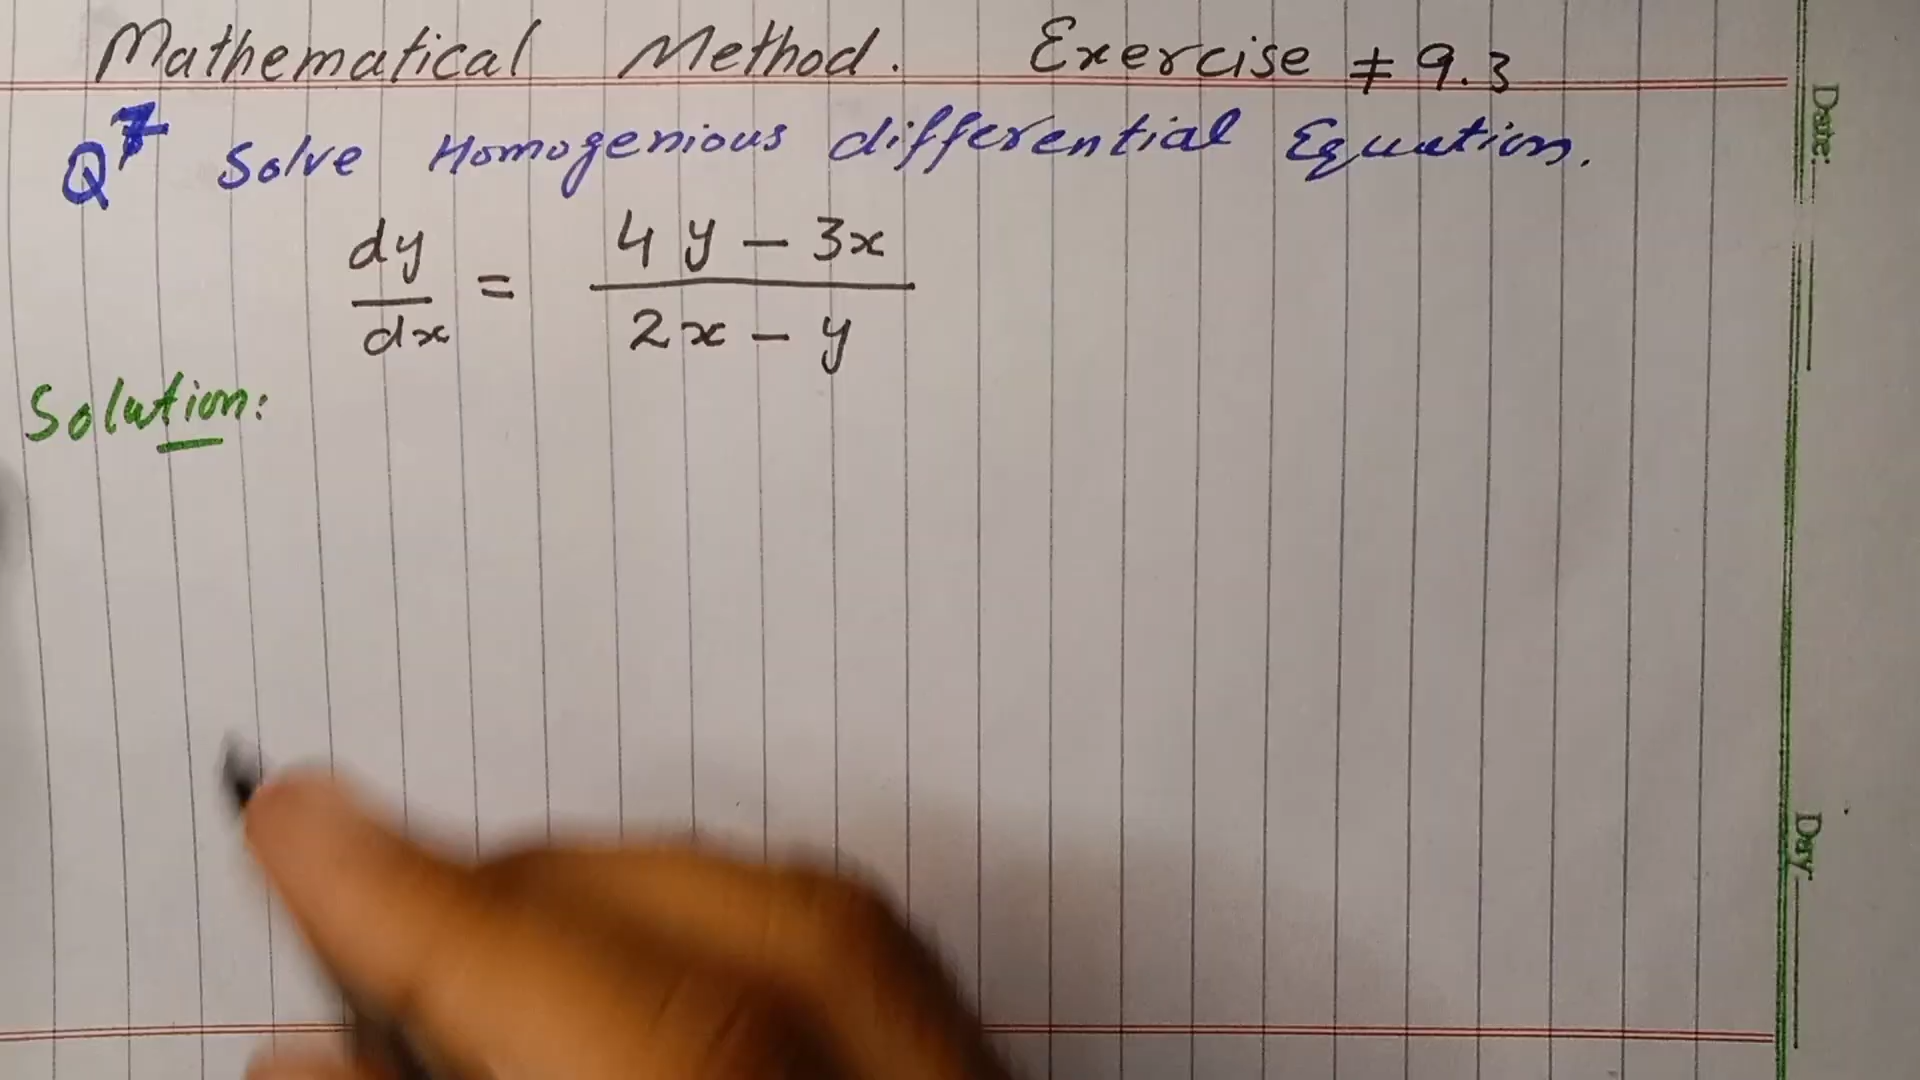 Mathematical Method. Exercise # 9.3
Q7 Solve Homogenious differential Equation.
dy/dx = 4y - 3x / 2x - y
Solution:
Date:
Day